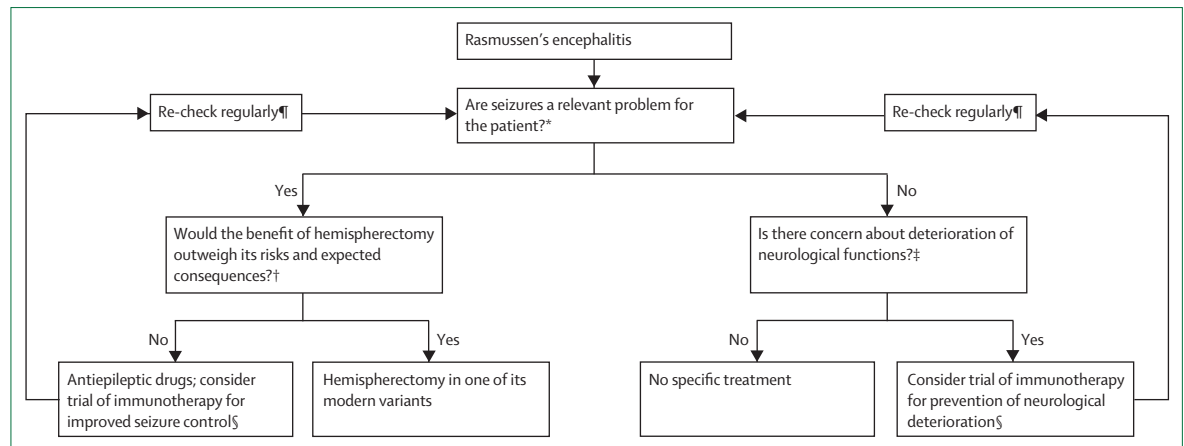 Rasmussen's encephalitis
Re-check regularly¶
Are seizures a relevant problem for
the patient?*
Re-check regularly¶
Yes
No
Would the benefit of hemispherectomy
outweigh its risks and expected
consequences?†
Is there concern about deterioration of
neurological functions?‡
No
Yes
No
Yes
Antiepileptic drugs; consider
trial of immunotherapy for
improved seizure control§
Hemispherectomy in one of its
modern variants
No specific treatment
Consider trial of immunotherapy
for prevention of neurological
deterioration§